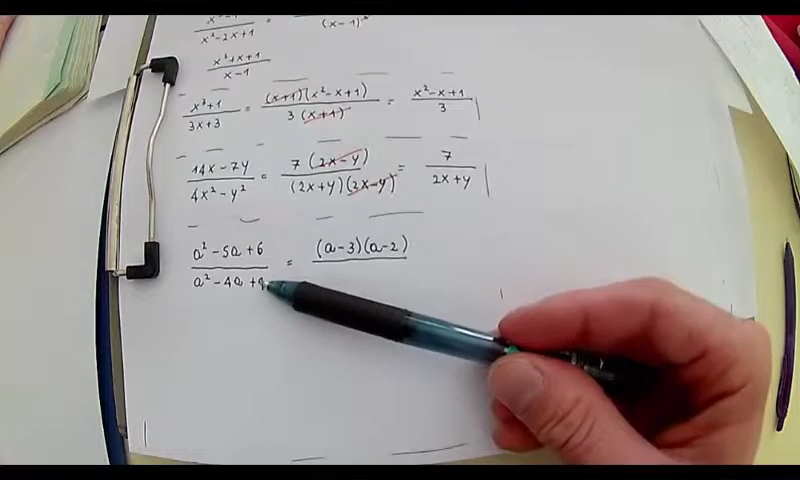 x² - 2x + 1 = (x - 1)²
x² + x + 1 / x - 1
x³ + 1 / 3x + 3 = (x + 1)(x² - x + 1) / 3 (x + 1) = x² - x + 1 / 3
14x - 7y / 4x² - y² = 7 (2x - y) / (2x + y)(2x - y) = 7 / 2x + y
a² - 5a + 6 / a² - 4a + = (a - 3)(a - 2)